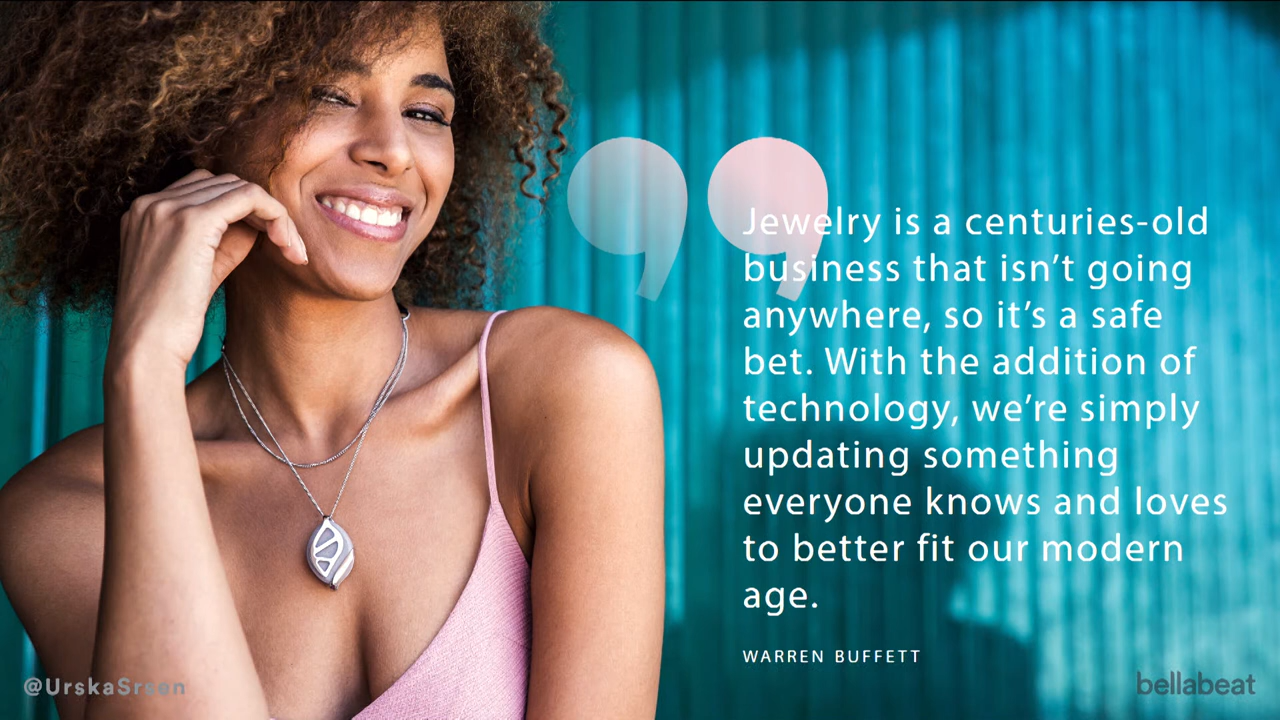 Jewelry is a centuries-old
business that isn’t going
anywhere, so it’s a safe
bet. With the addition of
technology, we’re simply
updating something
everyone knows and loves
to better fit our modern
age.
WARREN BUFFETT
@UrskaSrsen
bellabeat